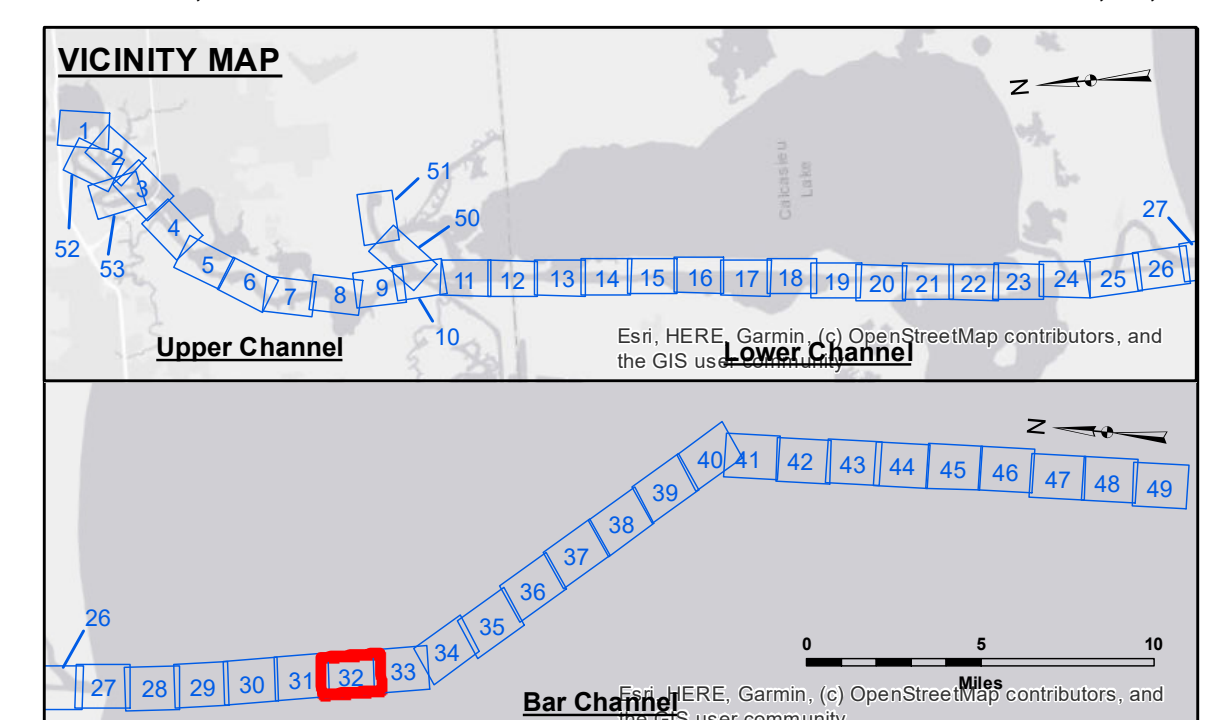 VICINITY MAP
N
1
2
3
52
53
4
5
6
7
8
9
10
51
50
11 12 13 14 15 16 17 18 19 20 21 22 23 24 25 26
27
Calcasieu
Lake
Upper Channel
Lower Channel
Esri, HERE, Garmin, (c) OpenStreetMap contributors, and
the GIS user community
N
26
27 28 29 30 31 32 33 34 35 36 37 38 39 40 41 42 43 44 45 46 47 48 49
0 5 10
Miles
Bar Channel
Esri, HERE, Garmin, (c) OpenStreetMap contributors, and
the GIS user community